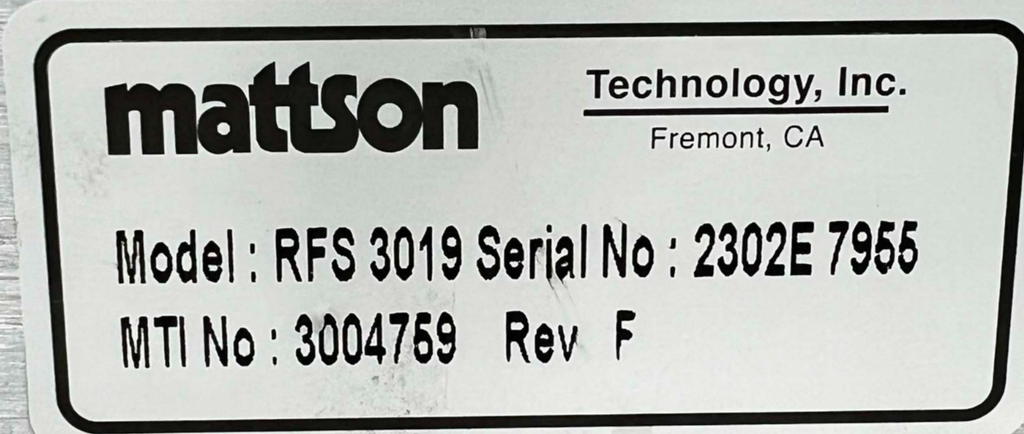 mattson
Technology, Inc.
Fremont, CA
Model : RFS 3019 Serial No : 2302E 7955
MTI No : 3004759 Rev F